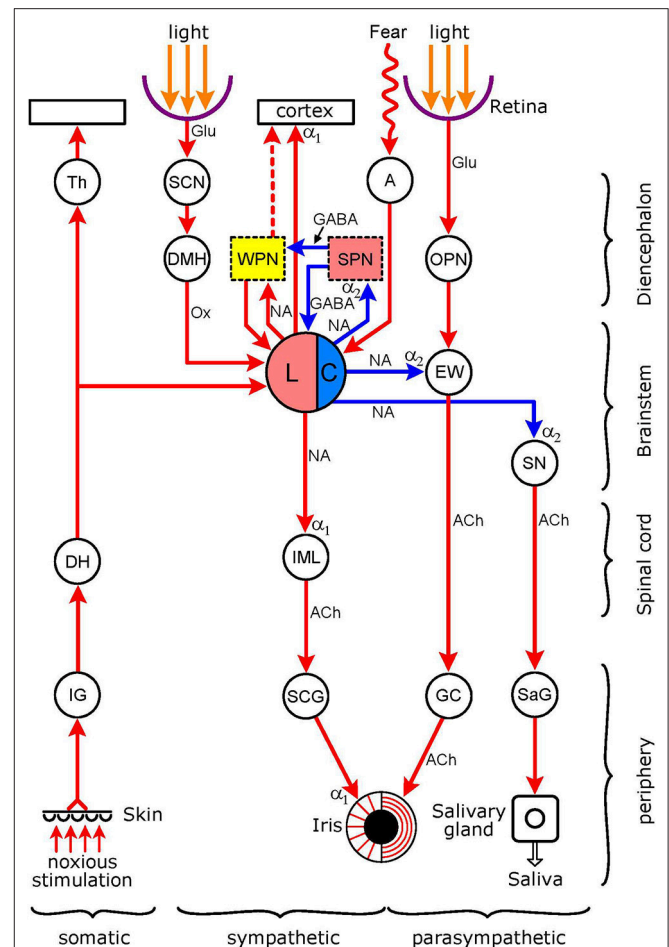 light
Fear
light
cortex
α1
Retina
Glu
Glu
Th
SCN
A
GABA
DMH
WPN
SPN
OPN
α2
GABA
Ox
NA
NA
L
C
NA
α2
EW
NA
α2
SN
NA
α1
ACh
ACh
DH
IML
ACh
IG
SCG
GC
SaG
ACh
α1
Skin
Iris
Salivary
gland
noxious
stimulation
Saliva
Diencephalon
Brainstem
Spinal cord
periphery
somatic
sympathetic
parasympathetic